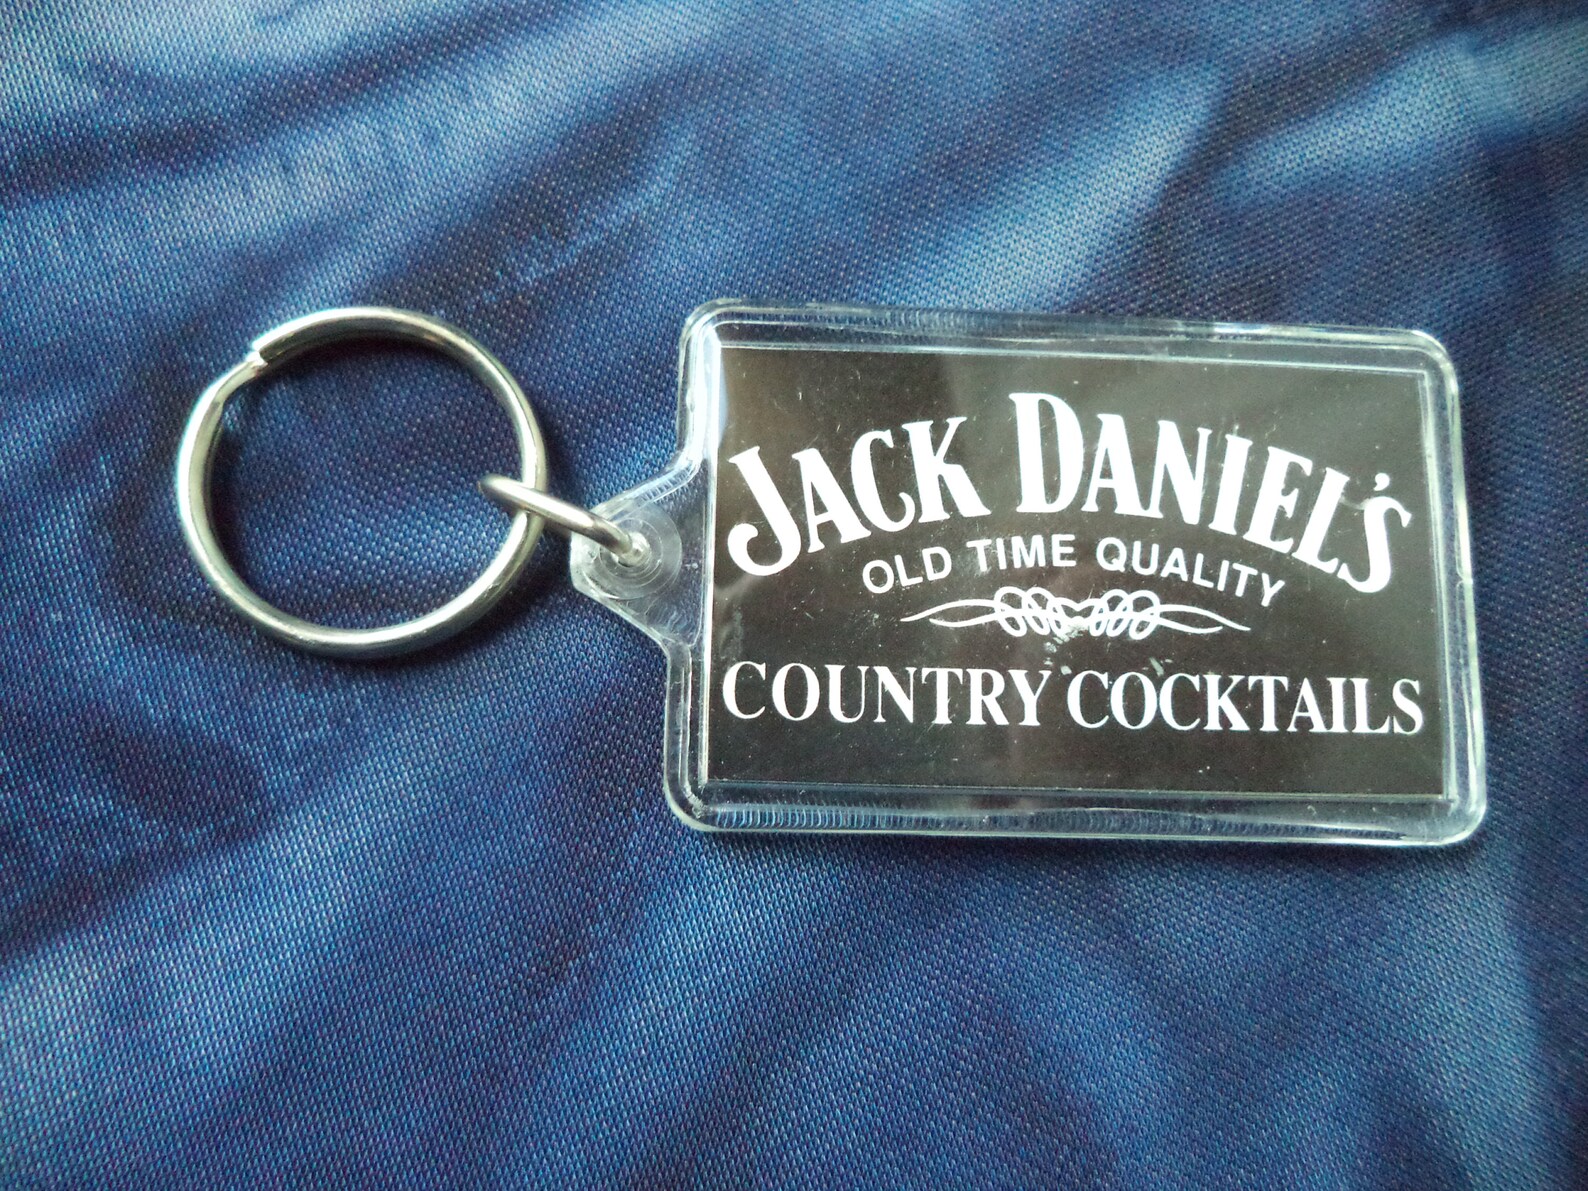 JACK DANIEL'S
OLD TIME QUALITY
COUNTRY COCKTAILS